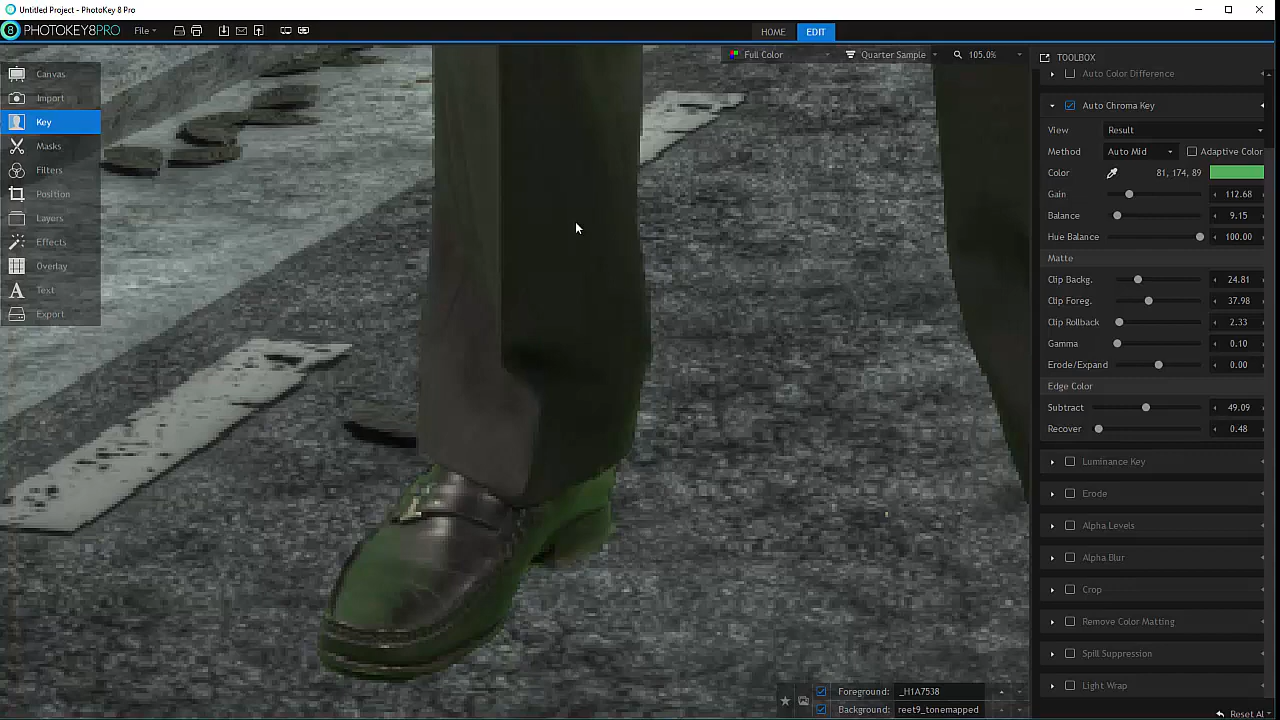 Untitled Project - PhotoKey 8 Pro
8 PHOTOKEY8PRO File HOME EDIT
Full Color Quarter Sample 105.0%
Canvas
Import
Key
Masks
Filters
Position
Layers
Effects
Overlay
Text
Export
TOOLBOX
Auto Color Difference
Auto Chroma Key
View Result
Method Auto Mid Adaptive Color
Color 81, 174, 89
Gain 112.68
Balance 9.15
Hue Balance 100.00
Matte
Clip Backg. 24.81
Clip Foreg. 37.98
Clip Rollback 2.33
Gamma 0.10
Erode/Expand 0.00
Edge Color
Subtract 49.09
Recover 0.48
Luminance Key
Erode
Alpha Levels
Alpha Blur
Crop
Remove Color Matting
Spill Suppression
Light Wrap
Foreground: _H1A7538
Background: reet9_tonemapped
Reset Al